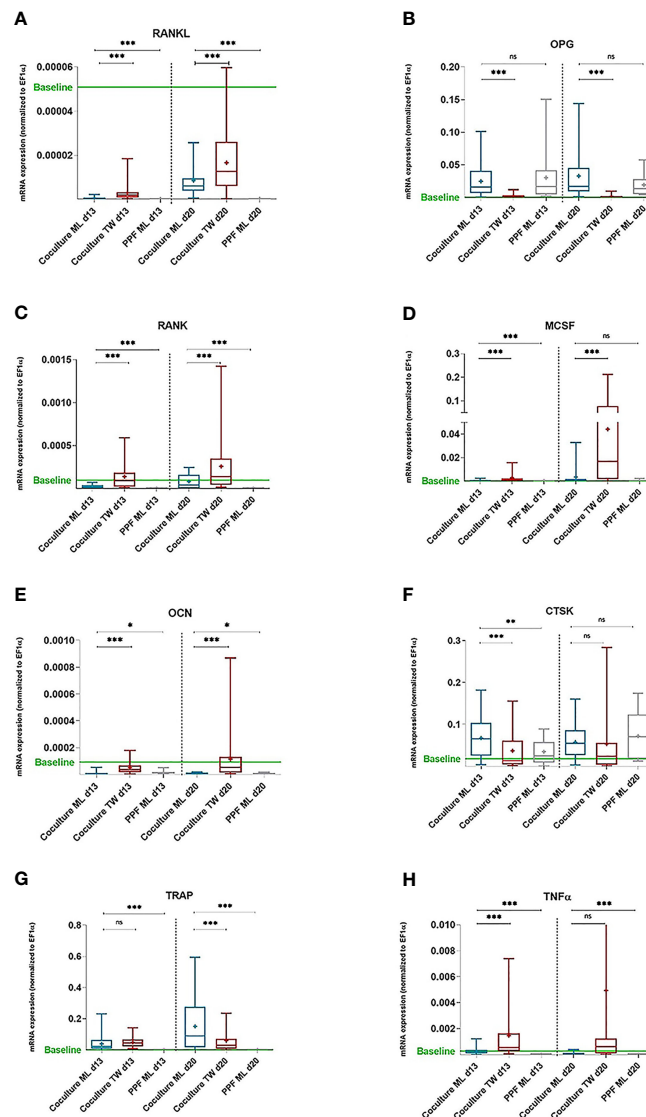 A
RANKL
***
***
***
***
mRNA expression (normalized to EF1α)
0.00006
Baseline
0.00004
0.00002
Coculture ML d13
Coculture TW d13
PPF ML d13
Coculture ML d20
Coculture TW d20
PPF ML d20
B
OPG
ns
ns
***
***
mRNA expression (normalized to EF1α)
0.20
0.15
0.10
0.05
Baseline
Coculture ML d13
Coculture TW d13
PPF ML d13
Coculture ML d20
Coculture TW d20
PPF ML d20
C
RANK
***
***
***
***
mRNA expression (normalized to EF1α)
0.0015
0.0010
0.0005
Baseline
Coculture ML d13
Coculture TW d13
PPF ML d13
Coculture ML d20
Coculture TW d20
PPF ML d20
D
MCSF
***
ns
***
***
mRNA expression (normalized to EF1α)
0.3
0.2
0.1
0.04
0.02
Baseline
Coculture ML d13
Coculture TW d13
PPF ML d13
Coculture ML d20
Coculture TW d20
PPF ML d20
E
OCN
*
*
***
***
mRNA expression (normalized to EF1α)
0.0010
0.0008
0.0006
0.0004
0.0002
Baseline
Coculture ML d13
Coculture TW d13
PPF ML d13
Coculture ML d20
Coculture TW d20
PPF ML d20
F
CTSK
**
ns
***
ns
mRNA expression (normalized to EF1α)
0.3
0.2
0.1
Baseline
Coculture ML d13
Coculture TW d13
PPF ML d13
Coculture ML d20
Coculture TW d20
PPF ML d20
G
TRAP
***
***
ns
***
mRNA expression (normalized to EF1α)
0.8
0.6
0.4
0.2
Baseline
Coculture ML d13
Coculture TW d13
PPF ML d13
Coculture ML d20
Coculture TW d20
PPF ML d20
H
TNFα
***
***
***
ns
mRNA expression (normalized to EF1α)
0.010
0.008
0.006
0.004
0.002
Baseline
Coculture ML d13
Coculture TW d13
PPF ML d13
Coculture ML d20
Coculture TW d20
PPF ML d20